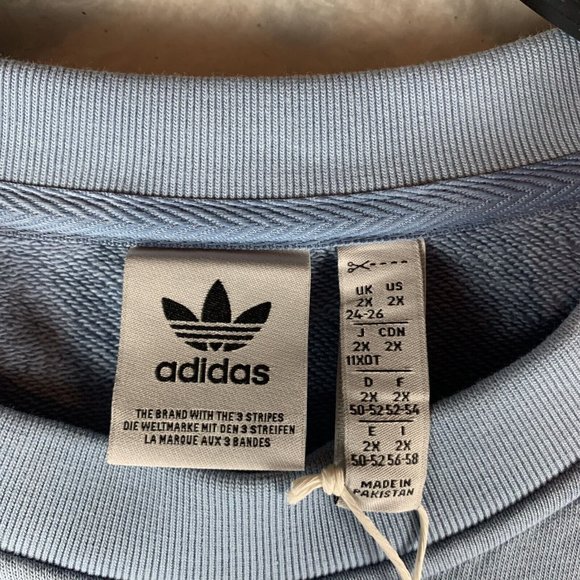 adidas
THE BRAND WITH THE 3 STRIPES
DIE WELTMARKE MIT DEN 3 STREIFEN
LA MARQUE AUX 3 BANDES
UK US
2X 2X
24-26
J CDN
2X 2X
11XOT
D F
2X 2X
50-52 52-54
E I
2X 2X
50-52 56-58
MADE IN
PAKISTAN